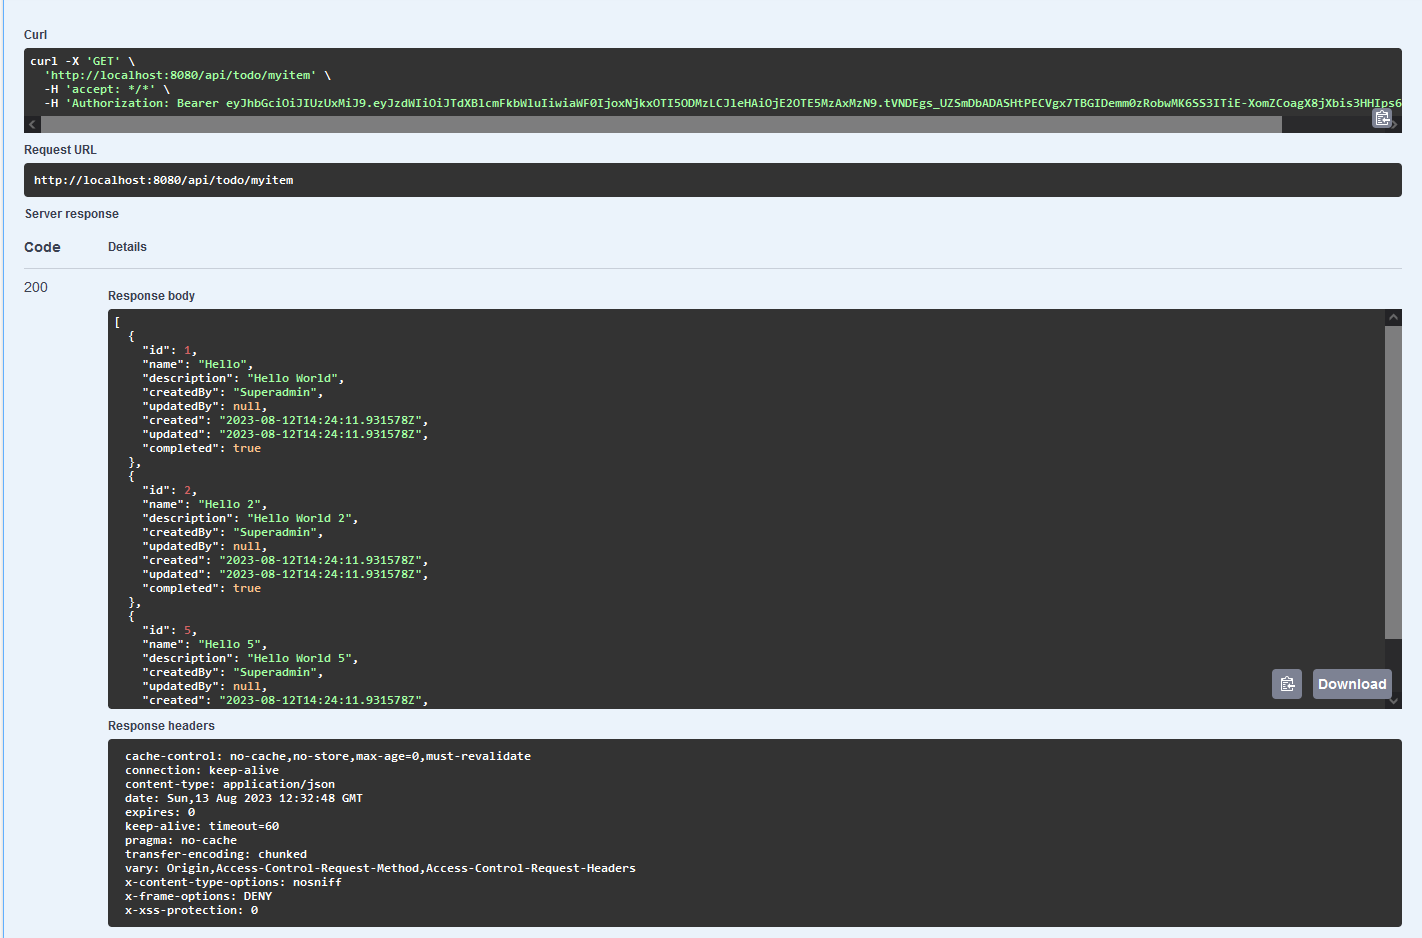 Curl
curl -X 'GET' \
'http://localhost:8080/api/todo/myitem' \
-H 'accept: */*' \
-H 'Authorization: Bearer eyJhbGciOiJIUzUxMiJ9.eyJzdWIiOiJTdXBlcmFkbWluIiwiaWF0IjoxNjkxOTI5ODMzLCJleHAiOjE2OTE5MzAxMzN9.tVNDEgs_UZSmDbADASHtPECVgx7TBGIDemm0zRobwMK6SS3ITiE-XomZCoagX8jXbis3HHIps6
Request URL
http://localhost:8080/api/todo/myitem
Server response
Code Details
200
Response body
[
{
"id": 1,
"name": "Hello",
"description": "Hello World",
"createdBy": "Superadmin",
"updatedBy": null,
"created": "2023-08-12T14:24:11.931578Z",
"updated": "2023-08-12T14:24:11.931578Z",
"completed": true
},
{
"id": 2,
"name": "Hello 2",
"description": "Hello World 2",
"createdBy": "Superadmin",
"updatedBy": null,
"created": "2023-08-12T14:24:11.931578Z",
"updated": "2023-08-12T14:24:11.931578Z",
"completed": true
},
{
"id": 5,
"name": "Hello 5",
"description": "Hello World 5",
"createdBy": "Superadmin",
"updatedBy": null,
"created": "2023-08-12T14:24:11.931578Z",
Download
Response headers
cache-control: no-cache,no-store,max-age=0,must-revalidate
connection: keep-alive
content-type: application/json
date: Sun,13 Aug 2023 12:32:48 GMT
expires: 0
keep-alive: timeout=60
pragma: no-cache
transfer-encoding: chunked
vary: Origin,Access-Control-Request-Method,Access-Control-Request-Headers
x-content-type-options: nosniff
x-frame-options: DENY
x-xss-protection: 0